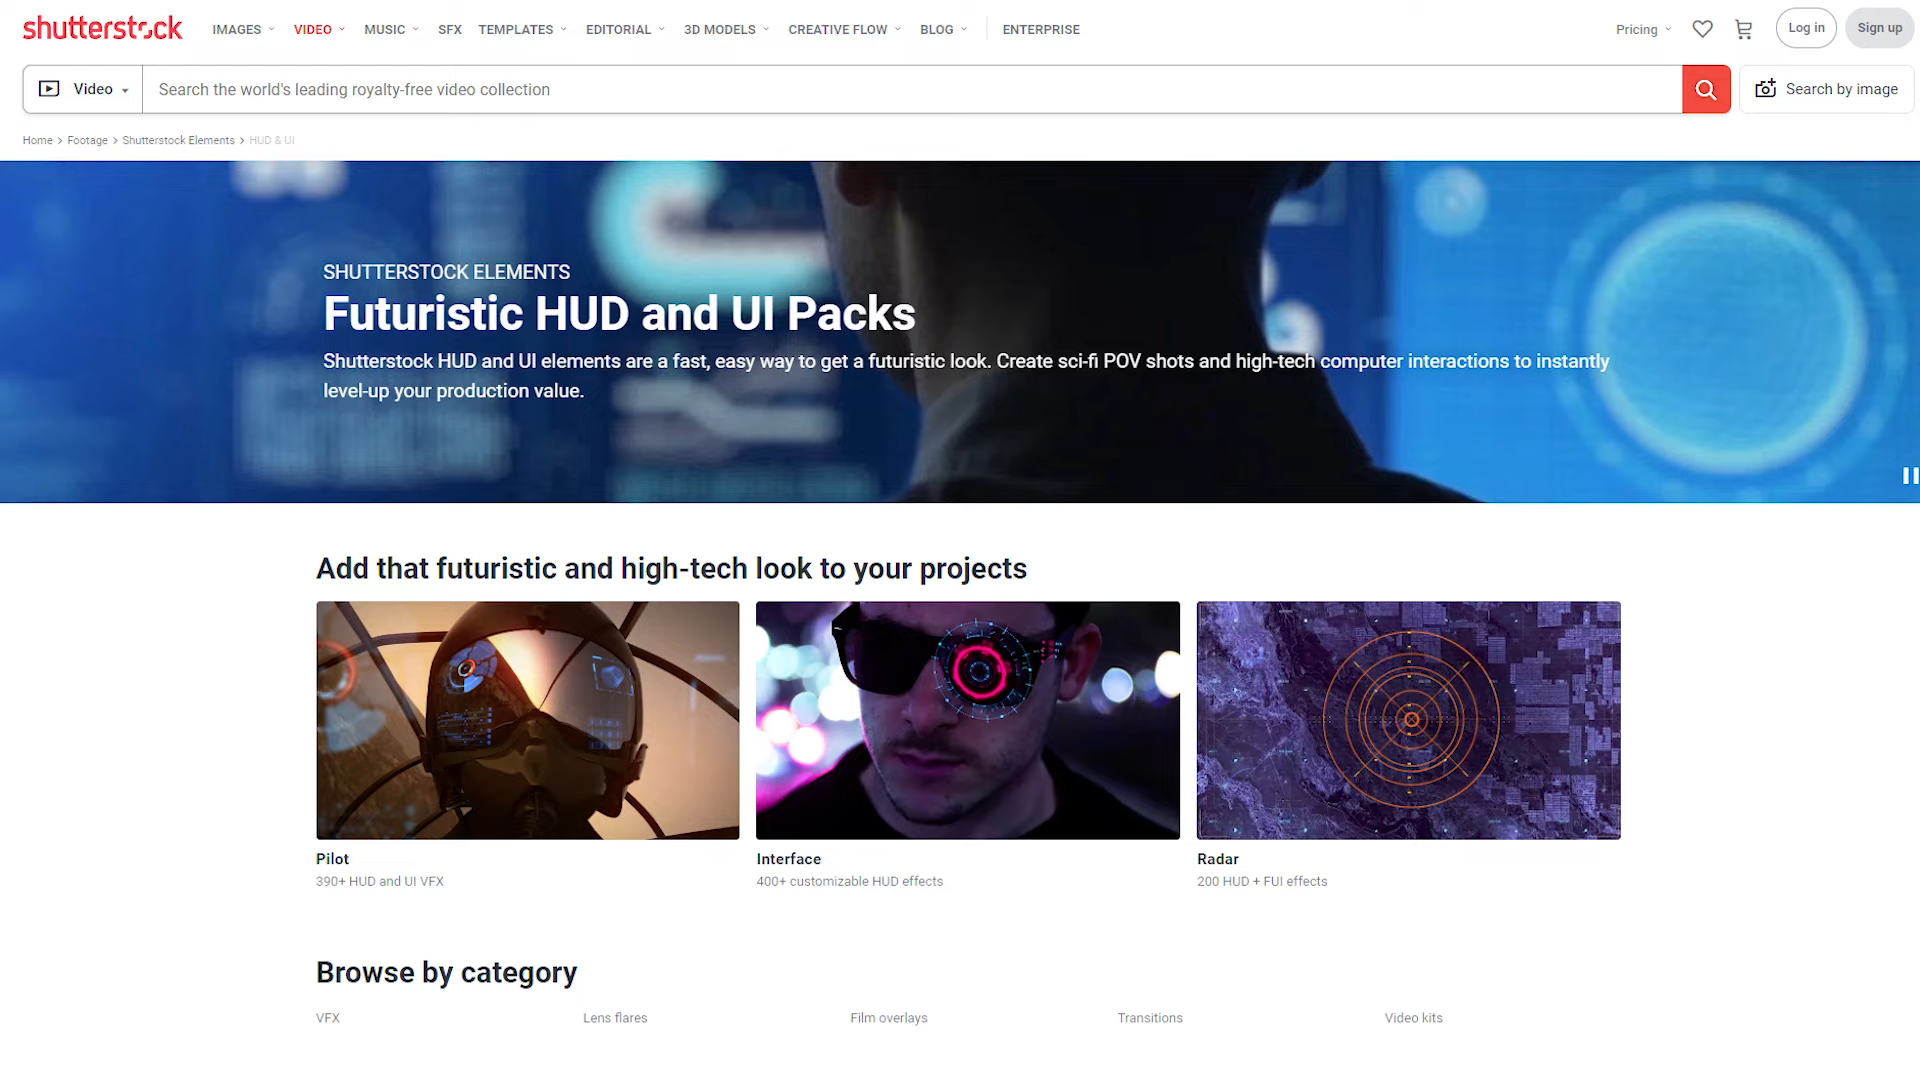 shutterstock
IMAGES VIDEO MUSIC SFX TEMPLATES EDITORIAL 3D MODELS CREATIVE FLOW BLOG ENTERPRISE Pricing Log in Sign up
Video Search the world's leading royalty-free video collection Search by image
Home > Footage > Shutterstock Elements > HUD & UI
SHUTTERSTOCK ELEMENTS
Futuristic HUD and UI Packs
Shutterstock HUD and UI elements are a fast, easy way to get a futuristic look. Create sci-fi POV shots and high-tech computer interactions to instantly
level-up your production value.
Add that futuristic and high-tech look to your projects
Pilot Interface Radar
390+ HUD and UI VFX 400+ customizable HUD effects 200 HUD + FUI effects
Browse by category
VFX Lens flares Film overlays Transitions Video kits